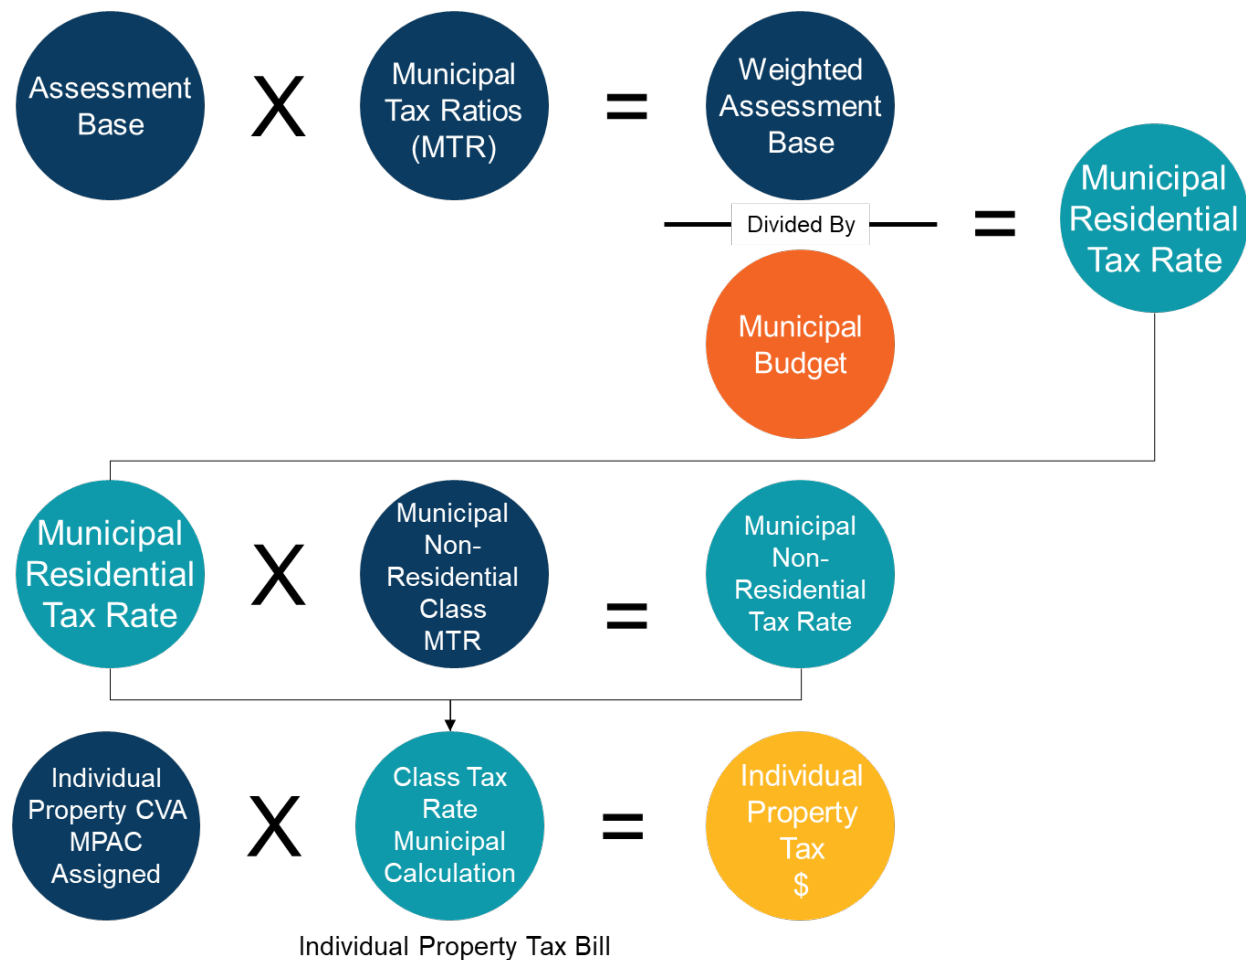 Assessment
Base
X
Municipal
Tax Ratios
(MTR)
=
Weighted
Assessment
Base
Divided By
Municipal
Budget
=
Municipal
Residential
Tax Rate
Municipal
Residential
Tax Rate
X
Municipal
Non-
Residential
Class
MTR
=
Municipal
Non-
Residential
Tax Rate
Individual
Property CVA
MPAC
Assigned
X
Class Tax
Rate
Municipal
Calculation
=
Individual
Property
Tax
$
Individual Property Tax Bill